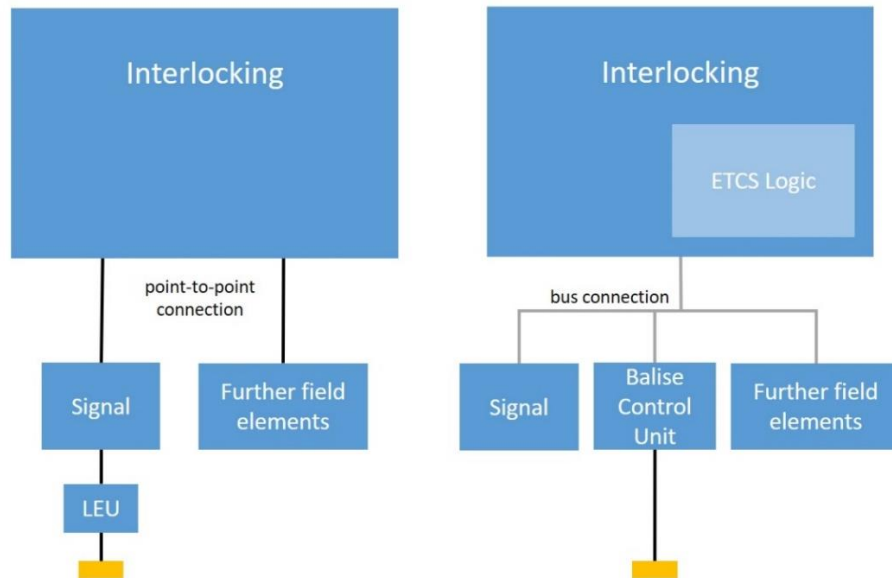 Interlocking
point-to-point
connection
Signal
Further field
elements
LEU
Interlocking
ETCS Logic
bus connection
Signal
Balise
Control
Unit
Further field
elements